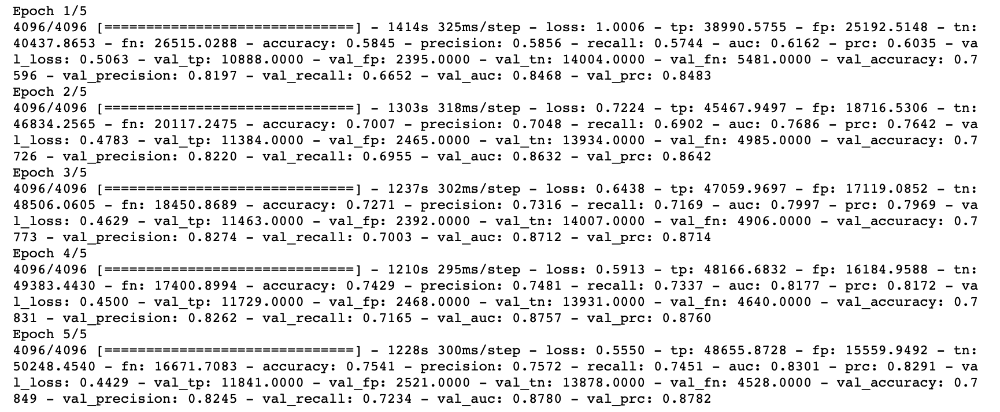 Epoch 1/5
4096/4096 [==============================] - 1414s 325ms/step - loss: 1.0006 - tp: 38990.5755 - fp: 25192.5148 - tn:
40437.8653 - fn: 26515.0288 - accuracy: 0.5845 - precision: 0.5856 - recall: 0.5744 - auc: 0.6162 - prc: 0.6035 - va
l_loss: 0.5063 - val_tp: 10888.0000 - val_fp: 2395.0000 - val_tn: 14004.0000 - val_fn: 5481.0000 - val_accuracy: 0.7
596 - val_precision: 0.8197 - val_recall: 0.6652 - val_auc: 0.8468 - val_prc: 0.8483
Epoch 2/5
4096/4096 [==============================] - 1303s 318ms/step - loss: 0.7224 - tp: 45467.9497 - fp: 18716.5306 - tn:
46834.2565 - fn: 20117.2475 - accuracy: 0.7007 - precision: 0.7048 - recall: 0.6902 - auc: 0.7686 - prc: 0.7642 - va
l_loss: 0.4783 - val_tp: 11384.0000 - val_fp: 2465.0000 - val_tn: 13934.0000 - val_fn: 4985.0000 - val_accuracy: 0.7
726 - val_precision: 0.8220 - val_recall: 0.6955 - val_auc: 0.8632 - val_prc: 0.8642
Epoch 3/5
4096/4096 [==============================] - 1237s 302ms/step - loss: 0.6438 - tp: 47059.9697 - fp: 17119.0852 - tn:
48506.0605 - fn: 18450.8689 - accuracy: 0.7271 - precision: 0.7316 - recall: 0.7169 - auc: 0.7997 - prc: 0.7969 - va
l_loss: 0.4629 - val_tp: 11463.0000 - val_fp: 2392.0000 - val_tn: 14007.0000 - val_fn: 4906.0000 - val_accuracy: 0.7
773 - val_precision: 0.8274 - val_recall: 0.7003 - val_auc: 0.8712 - val_prc: 0.8714
Epoch 4/5
4096/4096 [==============================] - 1210s 295ms/step - loss: 0.5913 - tp: 48166.6832 - fp: 16184.9588 - tn:
49383.4430 - fn: 17400.8994 - accuracy: 0.7429 - precision: 0.7481 - recall: 0.7337 - auc: 0.8177 - prc: 0.8172 - va
l_loss: 0.4500 - val_tp: 11729.0000 - val_fp: 2468.0000 - val_tn: 13931.0000 - val_fn: 4640.0000 - val_accuracy: 0.7
831 - val_precision: 0.8262 - val_recall: 0.7165 - val_auc: 0.8757 - val_prc: 0.8760
Epoch 5/5
4096/4096 [==============================] - 1228s 300ms/step - loss: 0.5550 - tp: 48655.8728 - fp: 15559.9492 - tn:
50248.4540 - fn: 16671.7083 - accuracy: 0.7541 - precision: 0.7572 - recall: 0.7451 - auc: 0.8301 - prc: 0.8291 - va
l_loss: 0.4429 - val_tp: 11841.0000 - val_fp: 2521.0000 - val_tn: 13878.0000 - val_fn: 4528.0000 - val_accuracy: 0.7
849 - val_precision: 0.8245 - val_recall: 0.7234 - val_auc: 0.8780 - val_prc: 0.8782